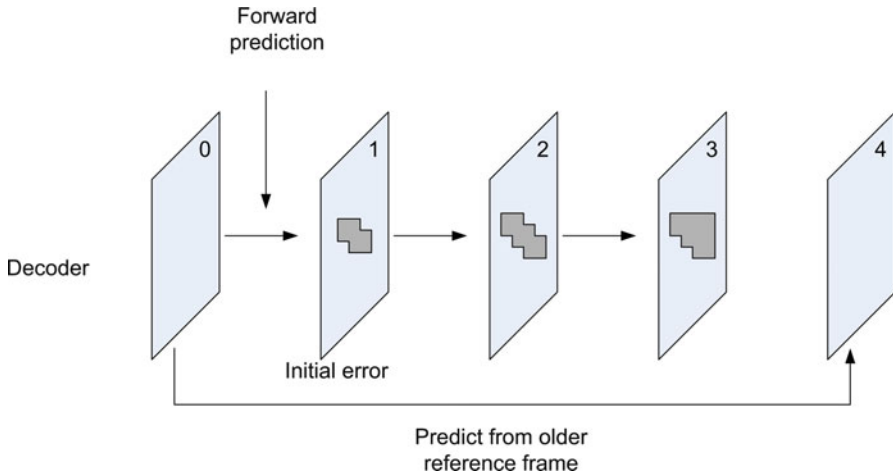 Forward
prediction
0
1
2
3
4
Decoder
Initial error
Predict from older
reference frame